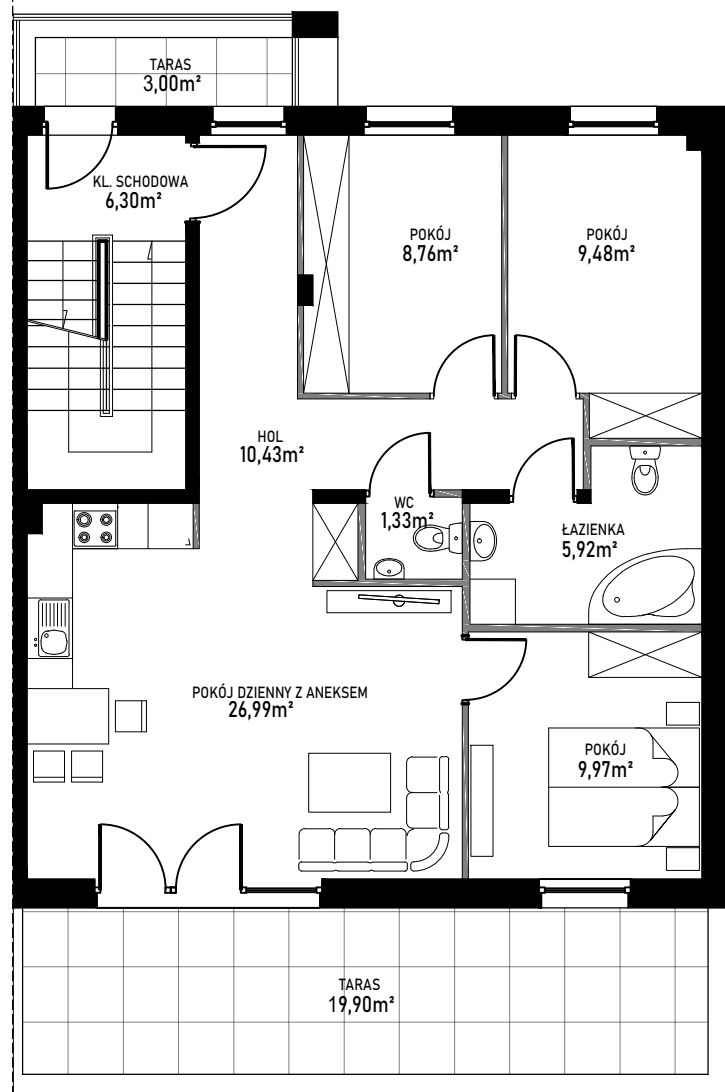 TARAS
3,00m²
KL. SCHODOWA
6,30m²
POKÓJ
8,76m²
POKÓJ
9,48m²
HOL
10,43m²
WC
1,33m²
ŁAZIENKA
5,92m²
POKÓJ DZIENNY Z ANEKSEM
26,99m²
POKÓJ
9,97m²
TARAS
19,90m²